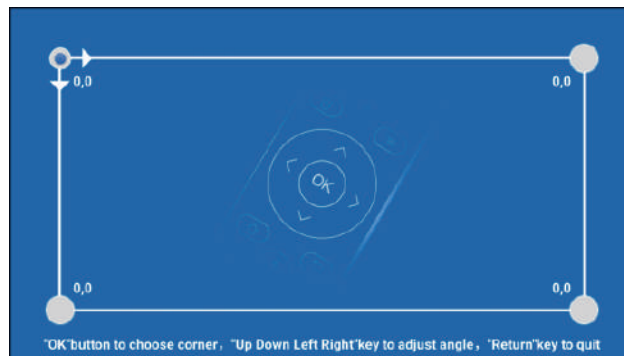 0,0 0,0
OK
0,0 0,0
"OK"button to choose corner, "Up Down Left Right"key to adjust angle, "Return"key to quit